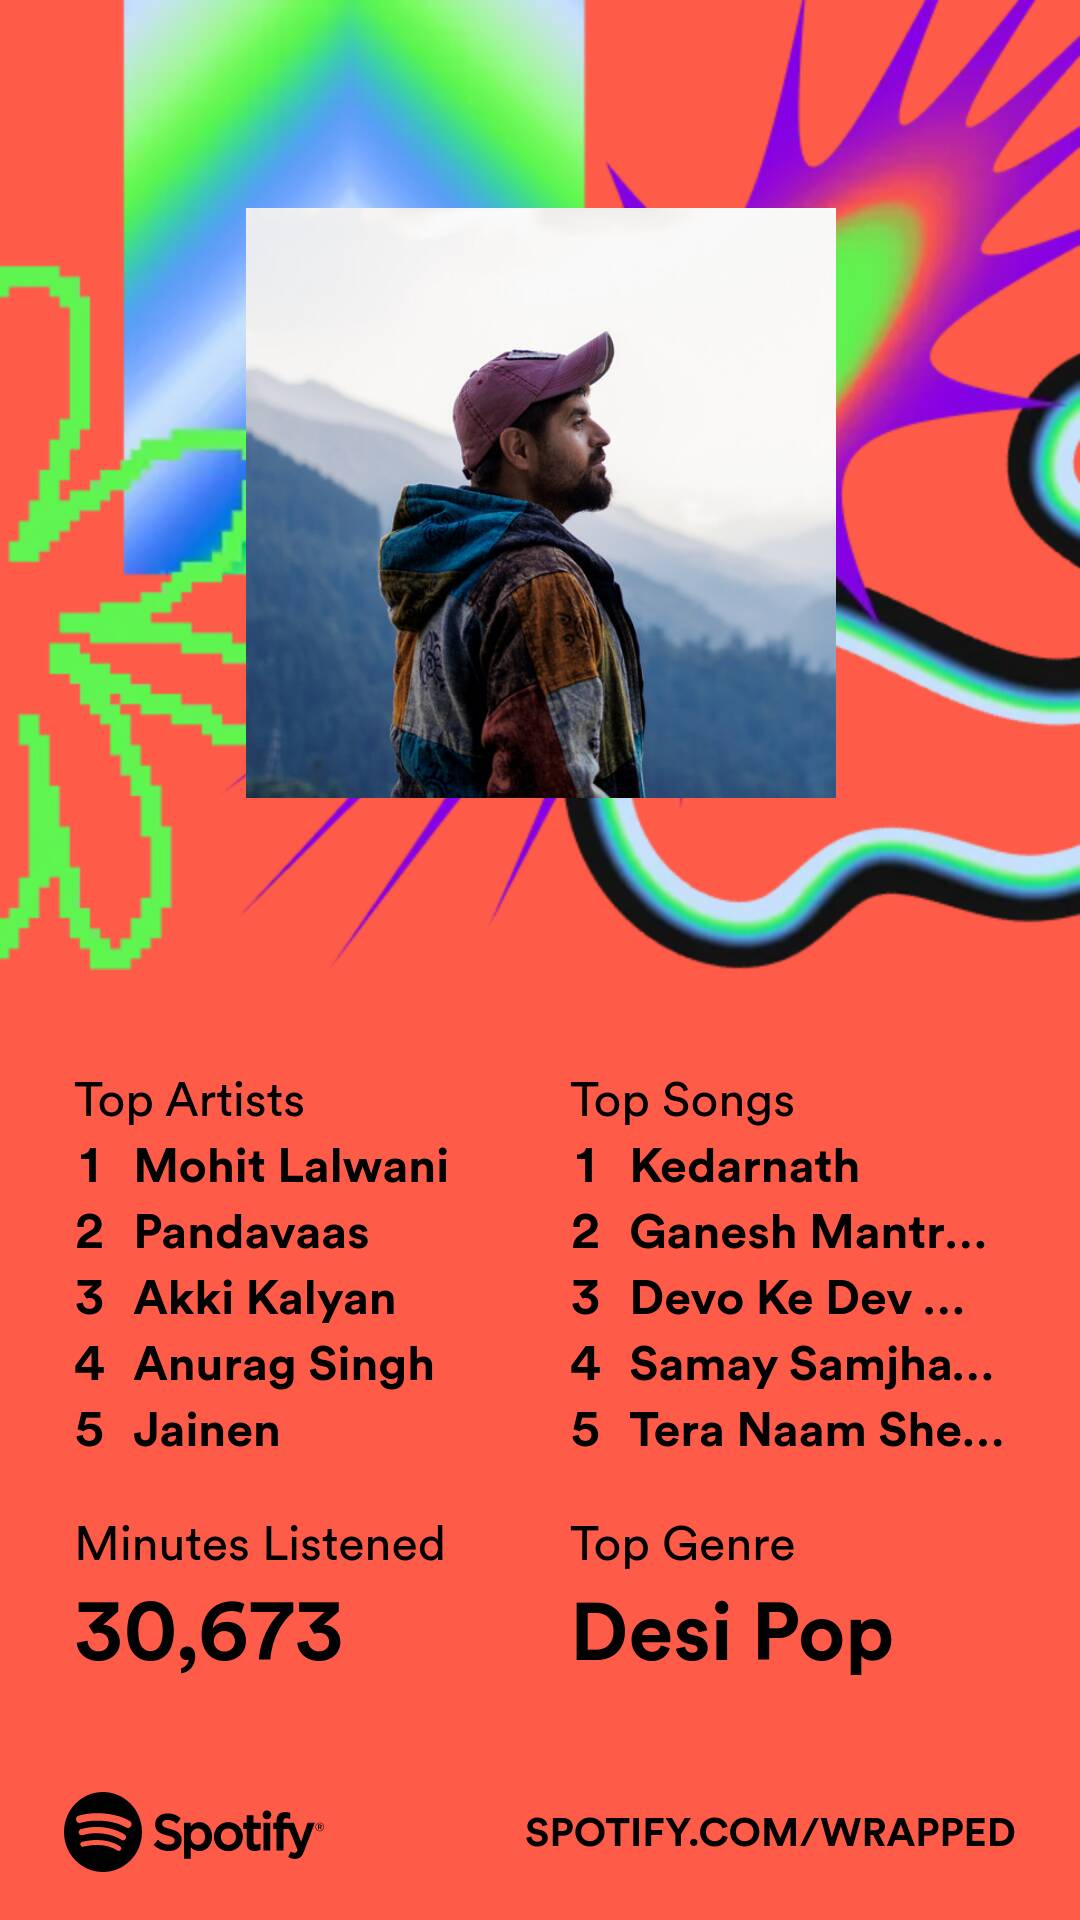 Top Artists
1 Mohit Lalwani
2 Pandavaas
3 Akki Kalyan
4 Anurag Singh
5 Jainen
Top Songs
1 Kedarnath
2 Ganesh Mantr...
3 Devo Ke Dev ...
4 Samay Samjha...
5 Tera Naam She...
Minutes Listened
30,673
Top Genre
Desi Pop
Spotify®
SPOTIFY.COM/WRAPPED